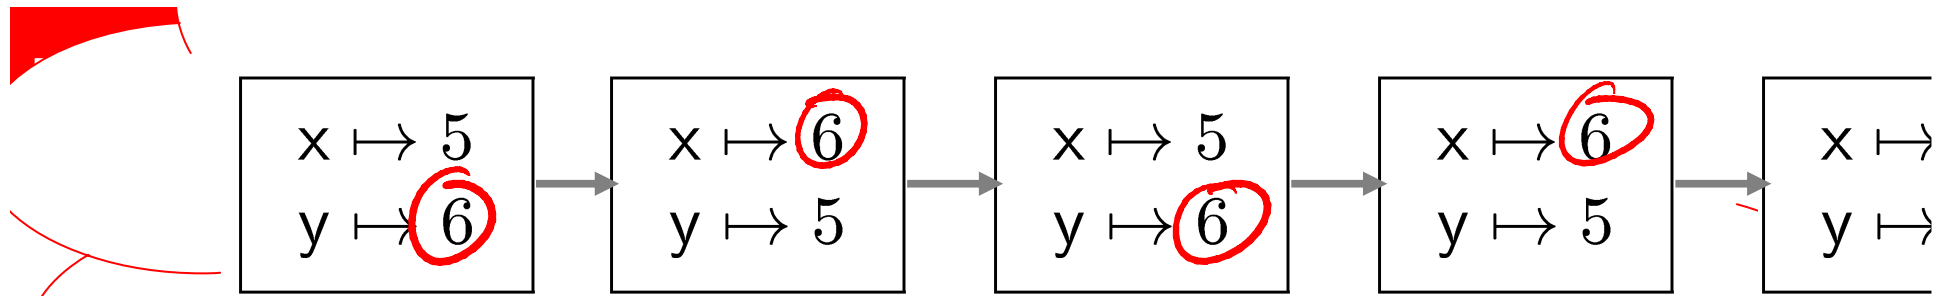 x ↦ 5 x ↦ 6 x ↦ 5 x ↦ 6 x ↦
y ↦ 6 y ↦ 5 y ↦ 6 y ↦ 5 y ↦